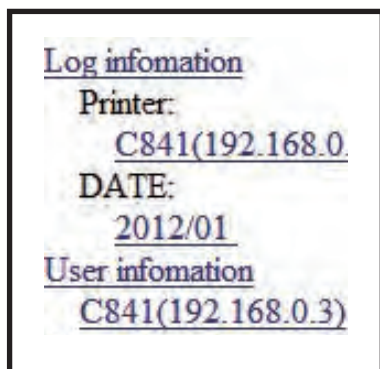 Log infomation
Printer:
C841(192.168.0.
DATE:
2012/01
User infomation
C841(192.168.0.3)